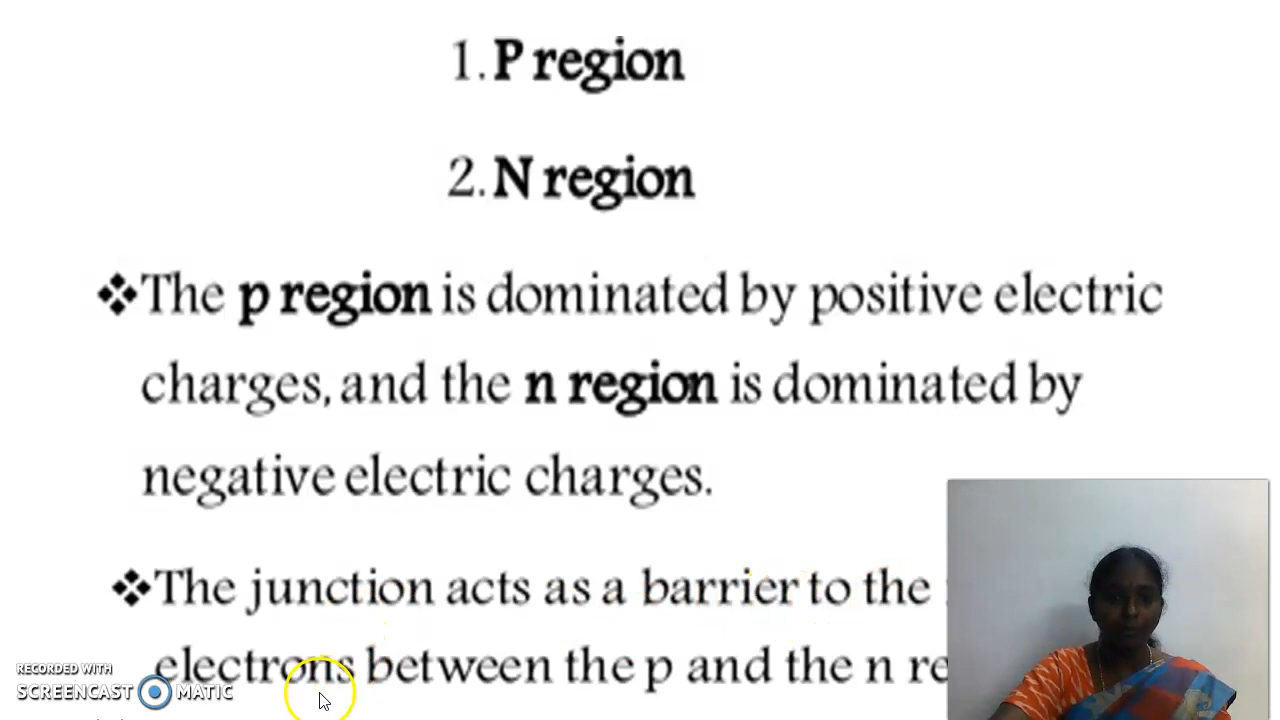 1. P region
2. N region
❖The p region is dominated by positive electric
charges, and the n region is dominated by
negative electric charges.
❖The junction acts as a barrier to the
electrons between the p and the n re
RECORDED WITH
SCREENCAST MATIC